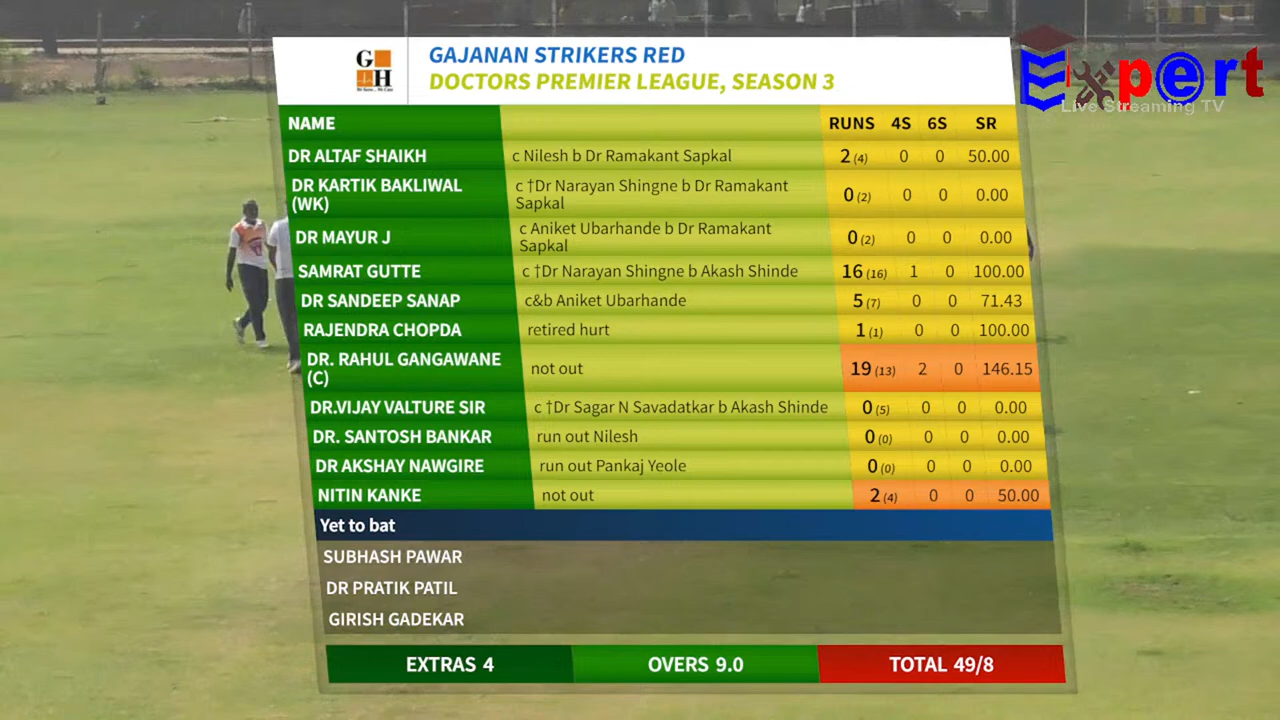 GH
GAJANAN STRIKERS RED
DOCTORS PREMIER LEAGUE, SEASON 3
Expert
Live Streaming TV
NAME RUNS 4S 6S SR
DR ALTAF SHAIKH c Nilesh b Dr Ramakant Sapkal 2 (4) 0 0 50.00
DR KARTIK BAKLIWAL c †Dr Narayan Shingne b Dr Ramakant 0 (2) 0 0 0.00
(WK) Sapkal
DR MAYUR J c Aniket Ubarhande b Dr Ramakant 0 (2) 0 0 0.00
Sapkal
SAMRAT GUTTE c †Dr Narayan Shingne b Akash Shinde 16 (16) 1 0 100.00
DR SANDEEP SANAP c&b Aniket Ubarhande 5 (7) 0 0 71.43
RAJENDRA CHOPDA retired hurt 1 (1) 0 0 100.00
DR. RAHUL GANGAWANE not out 19 (13) 2 0 146.15
(C)
DR.VIJAY VALTURE SIR c †Dr Sagar N Savadatkar b Akash Shinde 0 (5) 0 0 0.00
DR. SANTOSH BANKAR run out Nilesh 0 (0) 0 0 0.00
DR AKSHAY NAWGIRE run out Pankaj Yeole 0 (0) 0 0 0.00
NITIN KANKE not out 2 (4) 0 0 50.00
Yet to bat
SUBHASH PAWAR
DR PRATIK PATIL
GIRISH GADEKAR
EXTRAS 4 OVERS 9.0 TOTAL 49/8